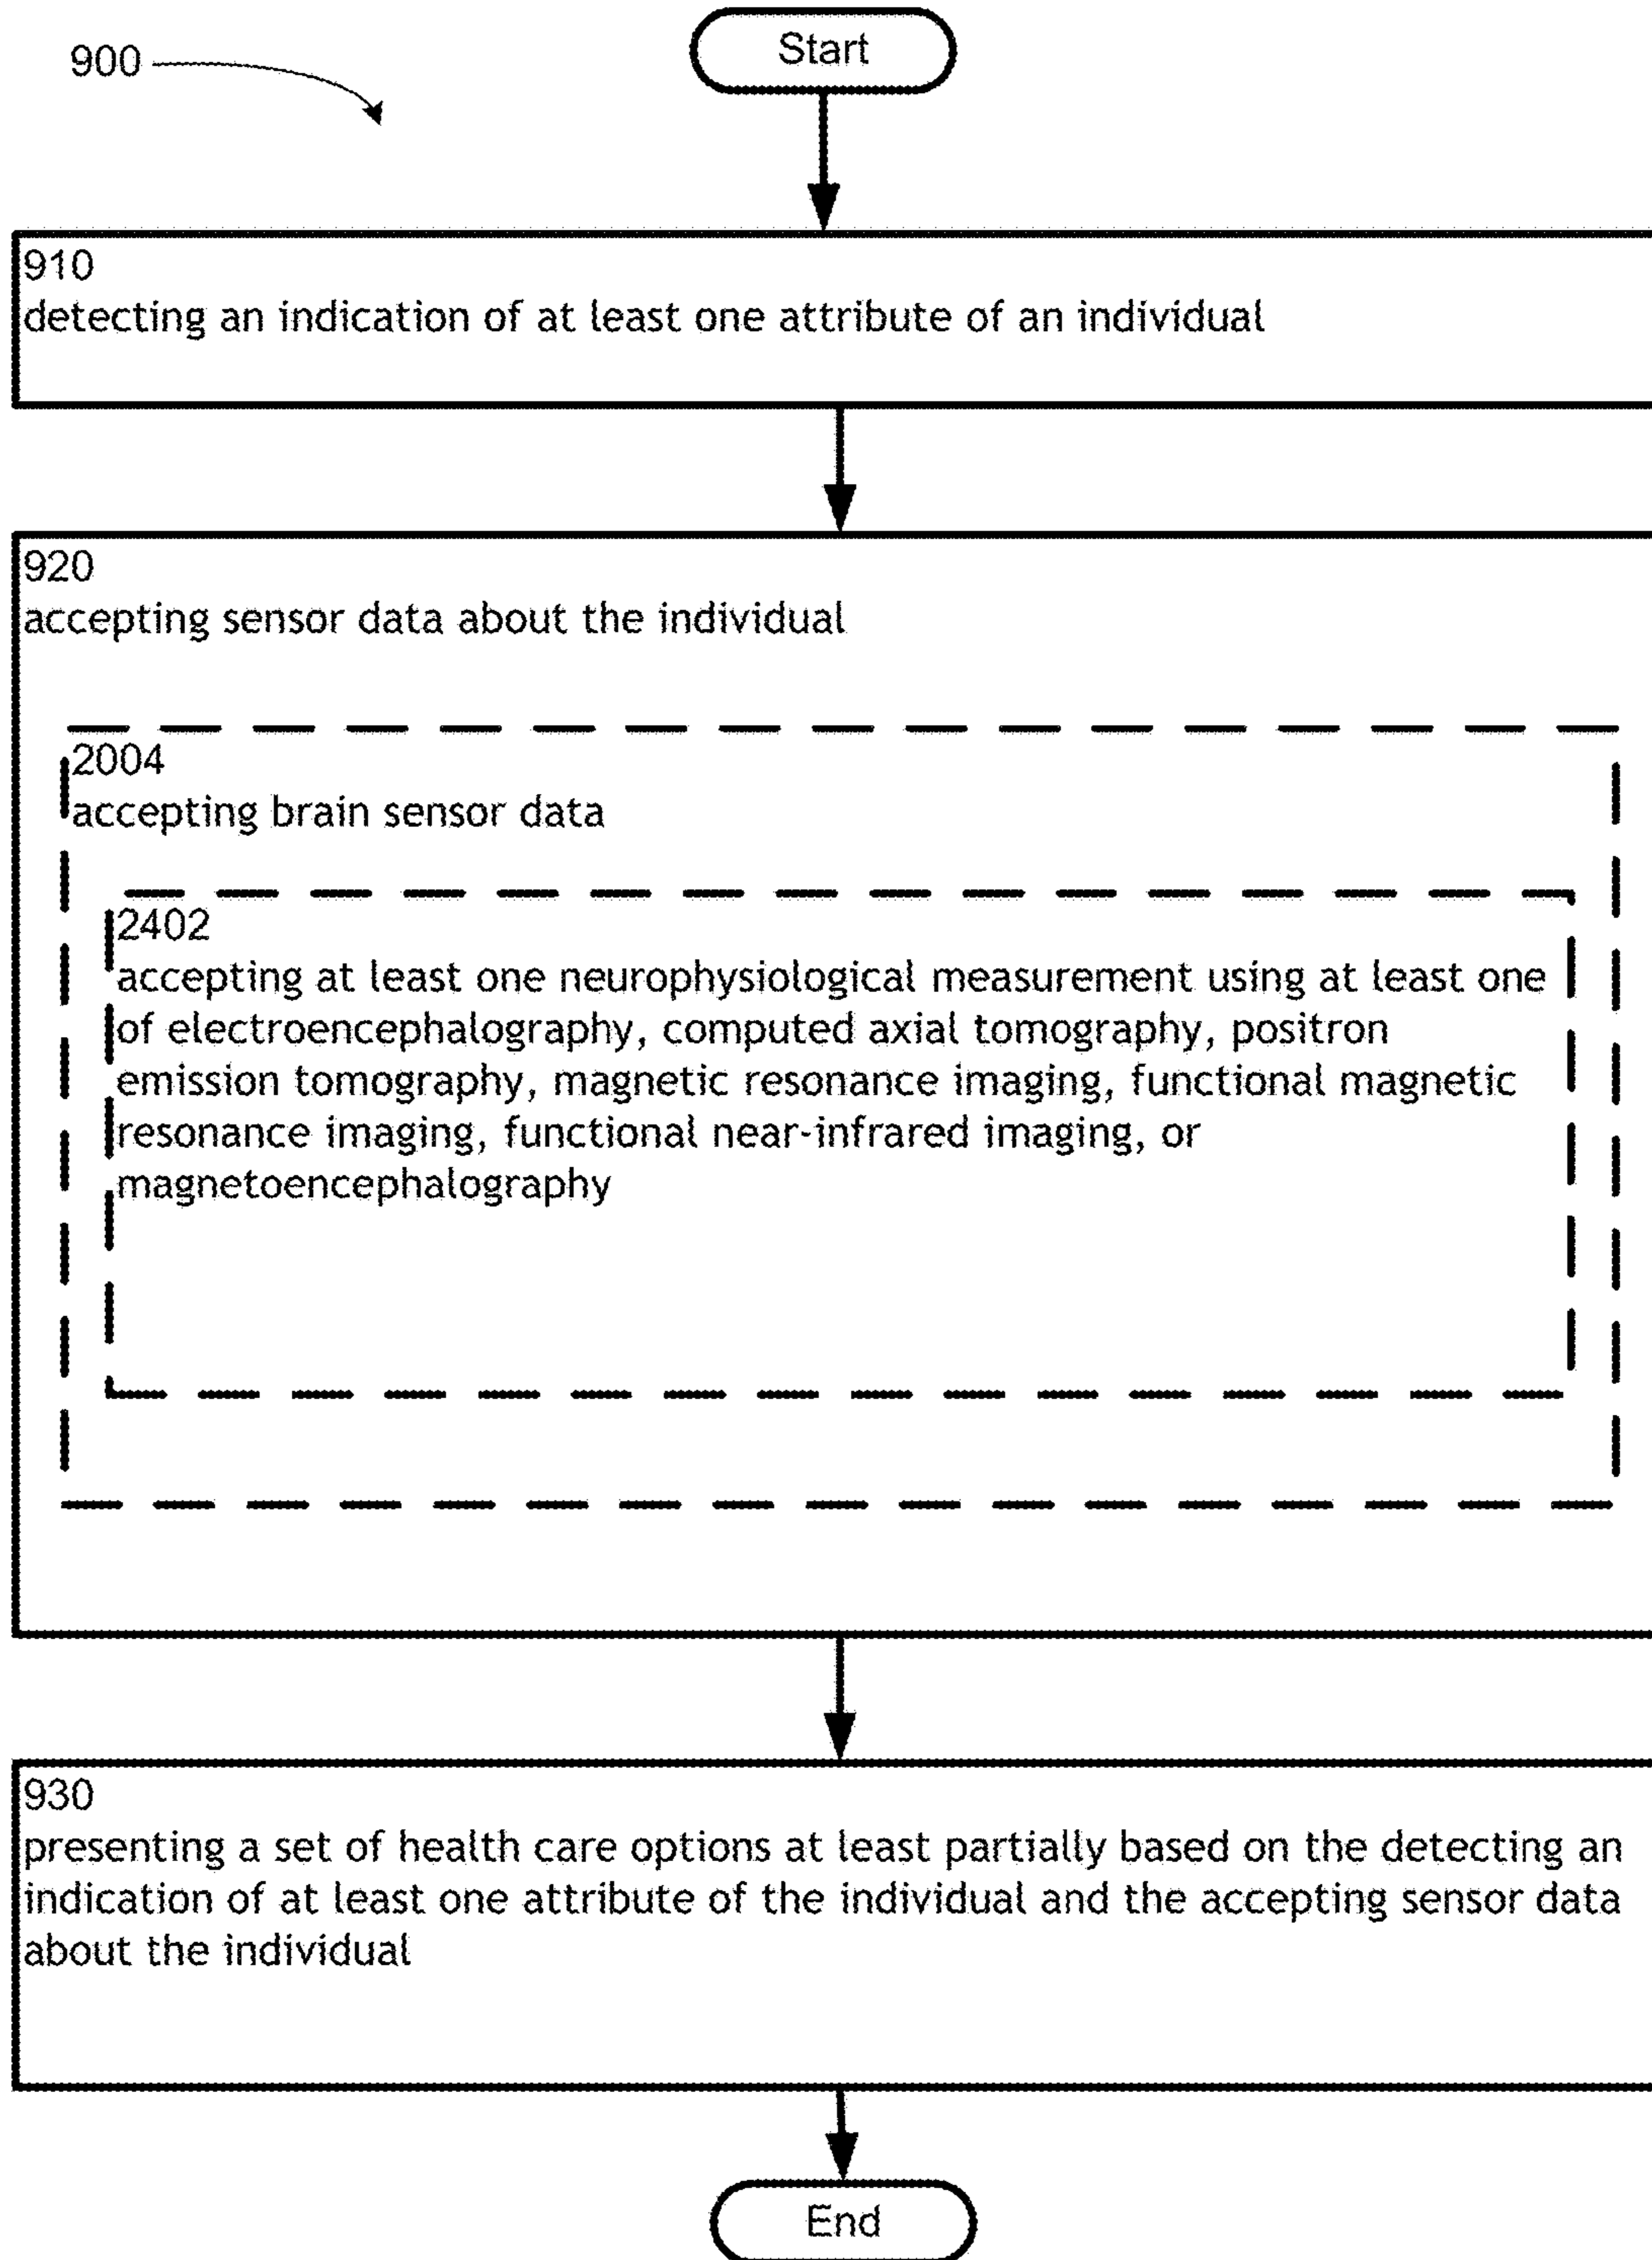 Start
900
910
detecting an indication of at least one attribute of an individual
920
accepting sensor data about the individual
2004
accepting brain sensor data
2402
accepting at least one neurophysiological measurement using at least one
of electroencephalography, computed axial tomography, positron
emission tomography, magnetic resonance imaging, functional magnetic
resonance imaging, functional near-infrared imaging, or
magnetoencephalography
930
presenting a set of health care options at least partially based on the detecting an
indication of at least one attribute of the individual and the accepting sensor data
about the individual
End